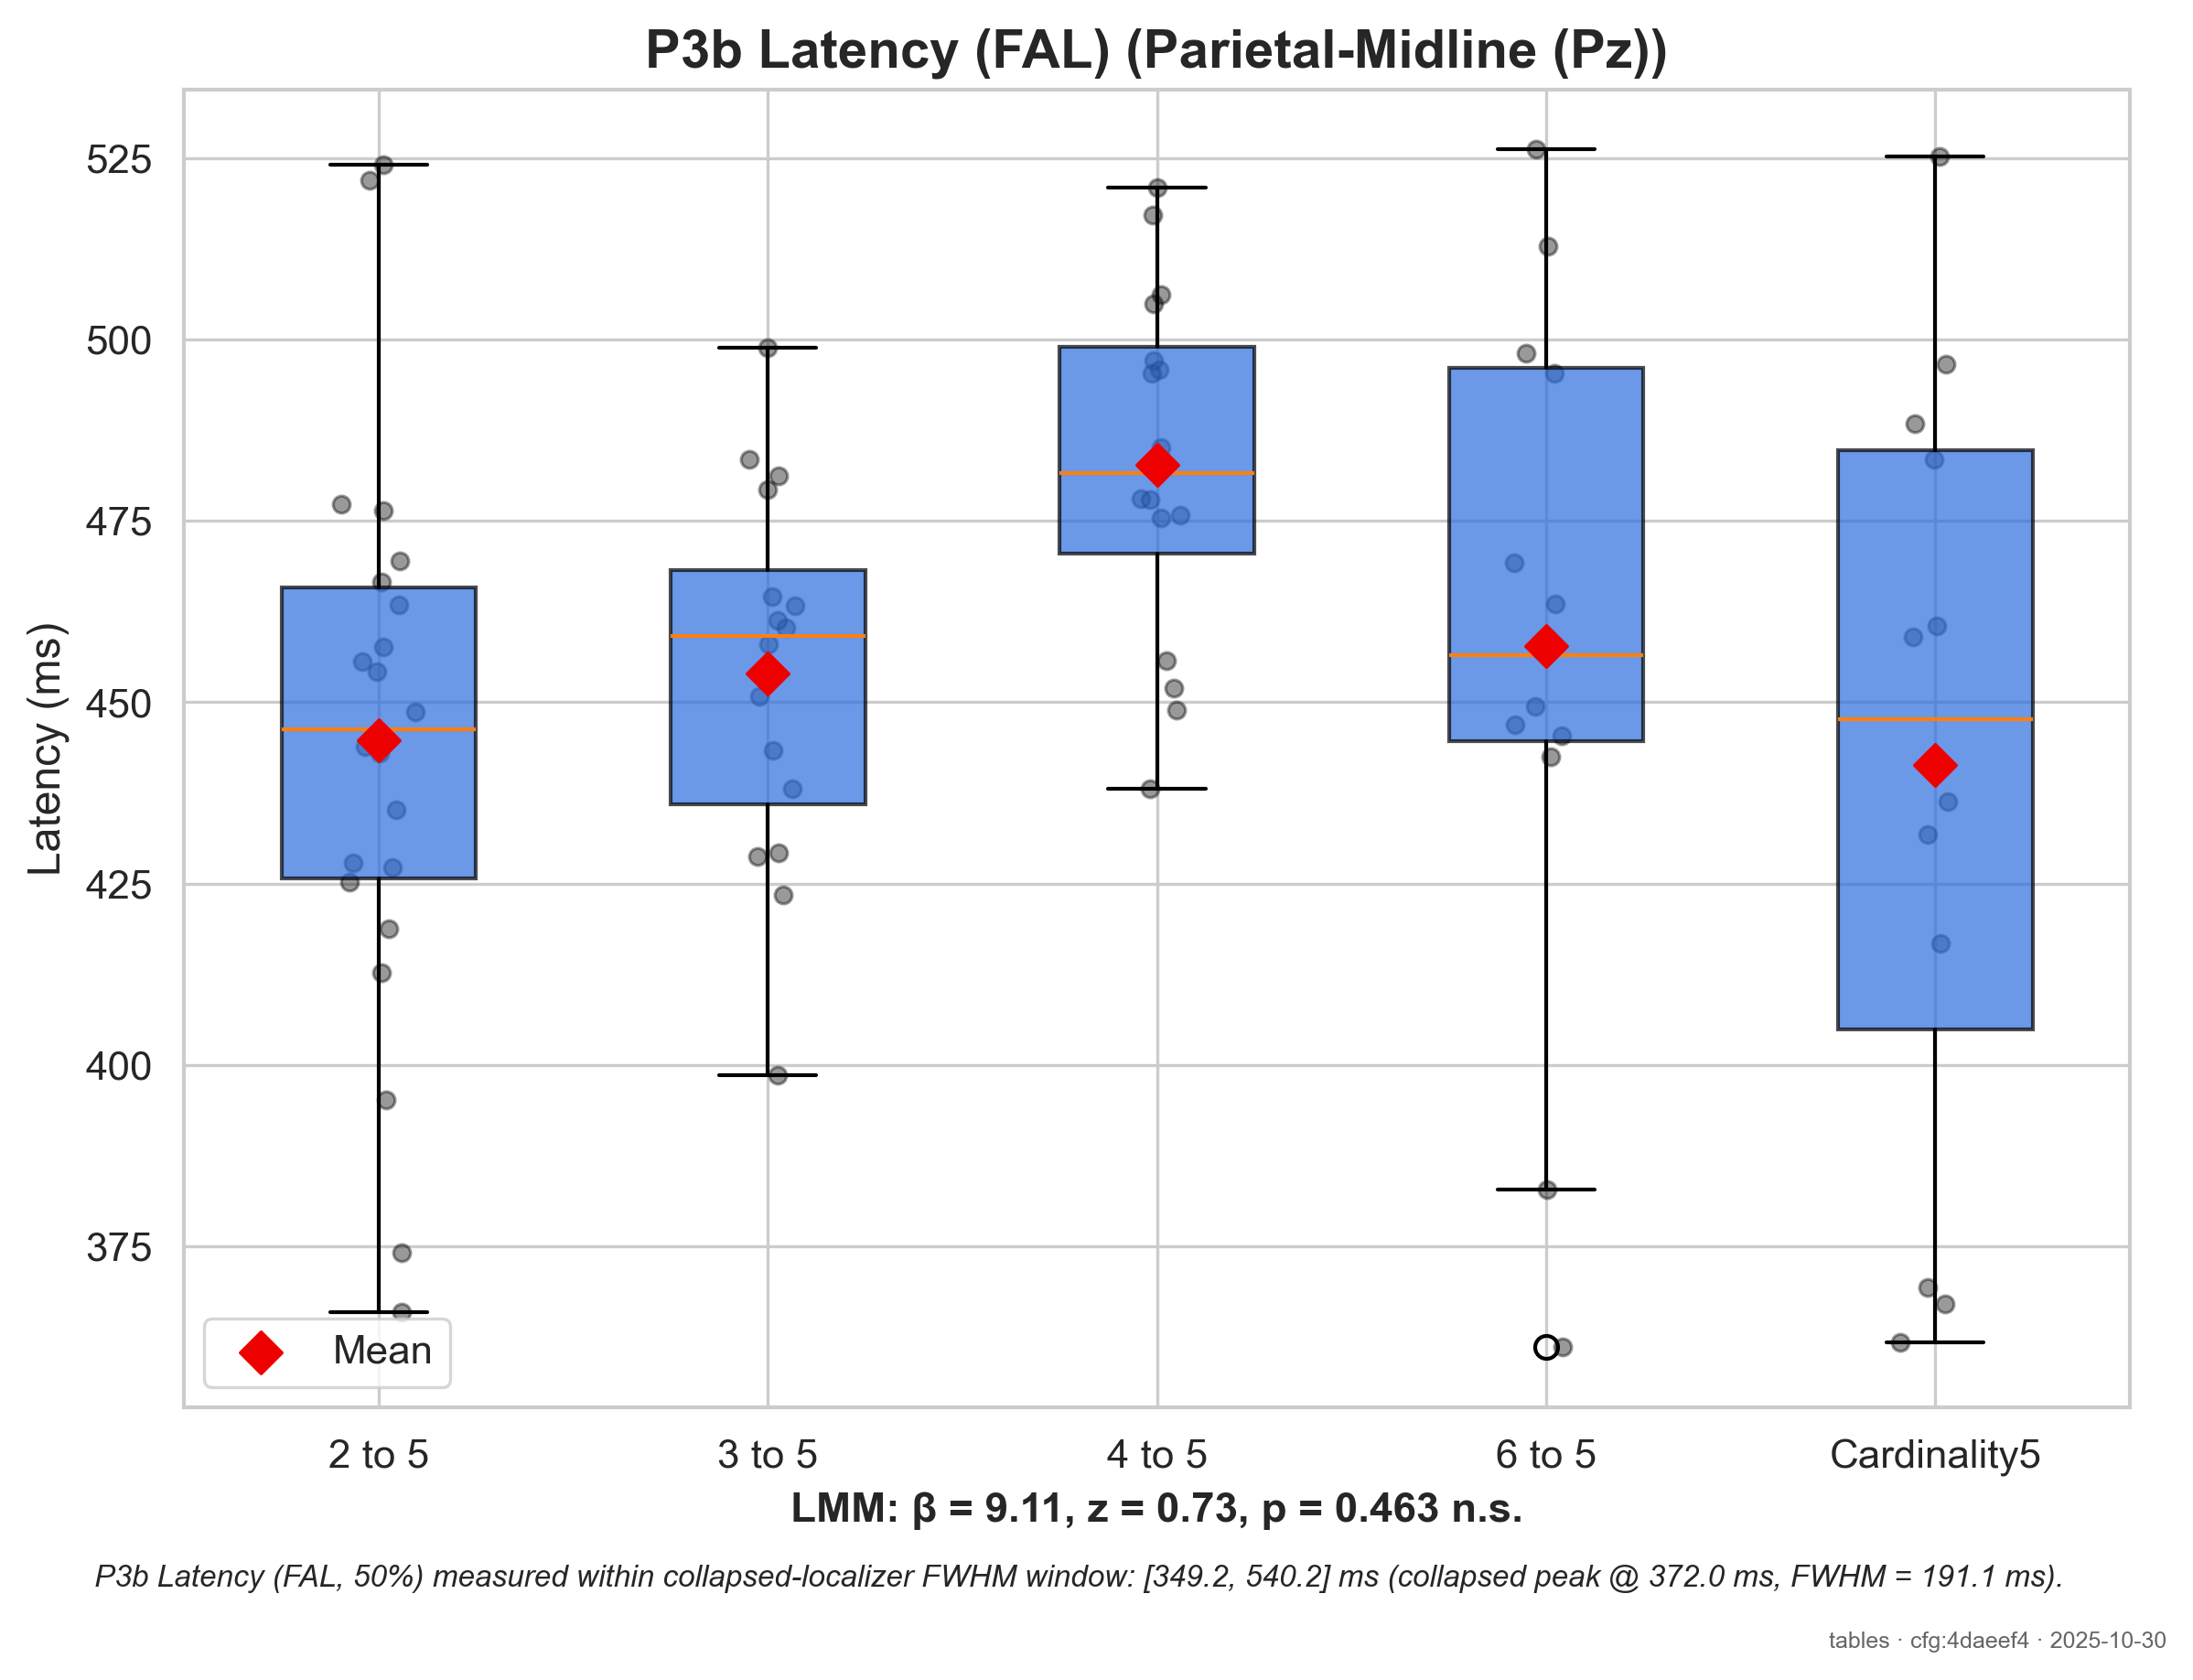 P3b Latency (FAL) (Parietal-Midline (Pz))
Latency (ms)
525
500
475
450
425
400
375
Mean
2 to 5
3 to 5
4 to 5
6 to 5
Cardinality5
LMM: β = 9.11, z = 0.73, p = 0.463 n.s.
P3b Latency (FAL, 50%) measured within collapsed-localizer FWHM window: [349.2, 540.2] ms (collapsed peak @ 372.0 ms, FWHM = 191.1 ms).
tables · cfg:4daeef4 · 2025-10-30